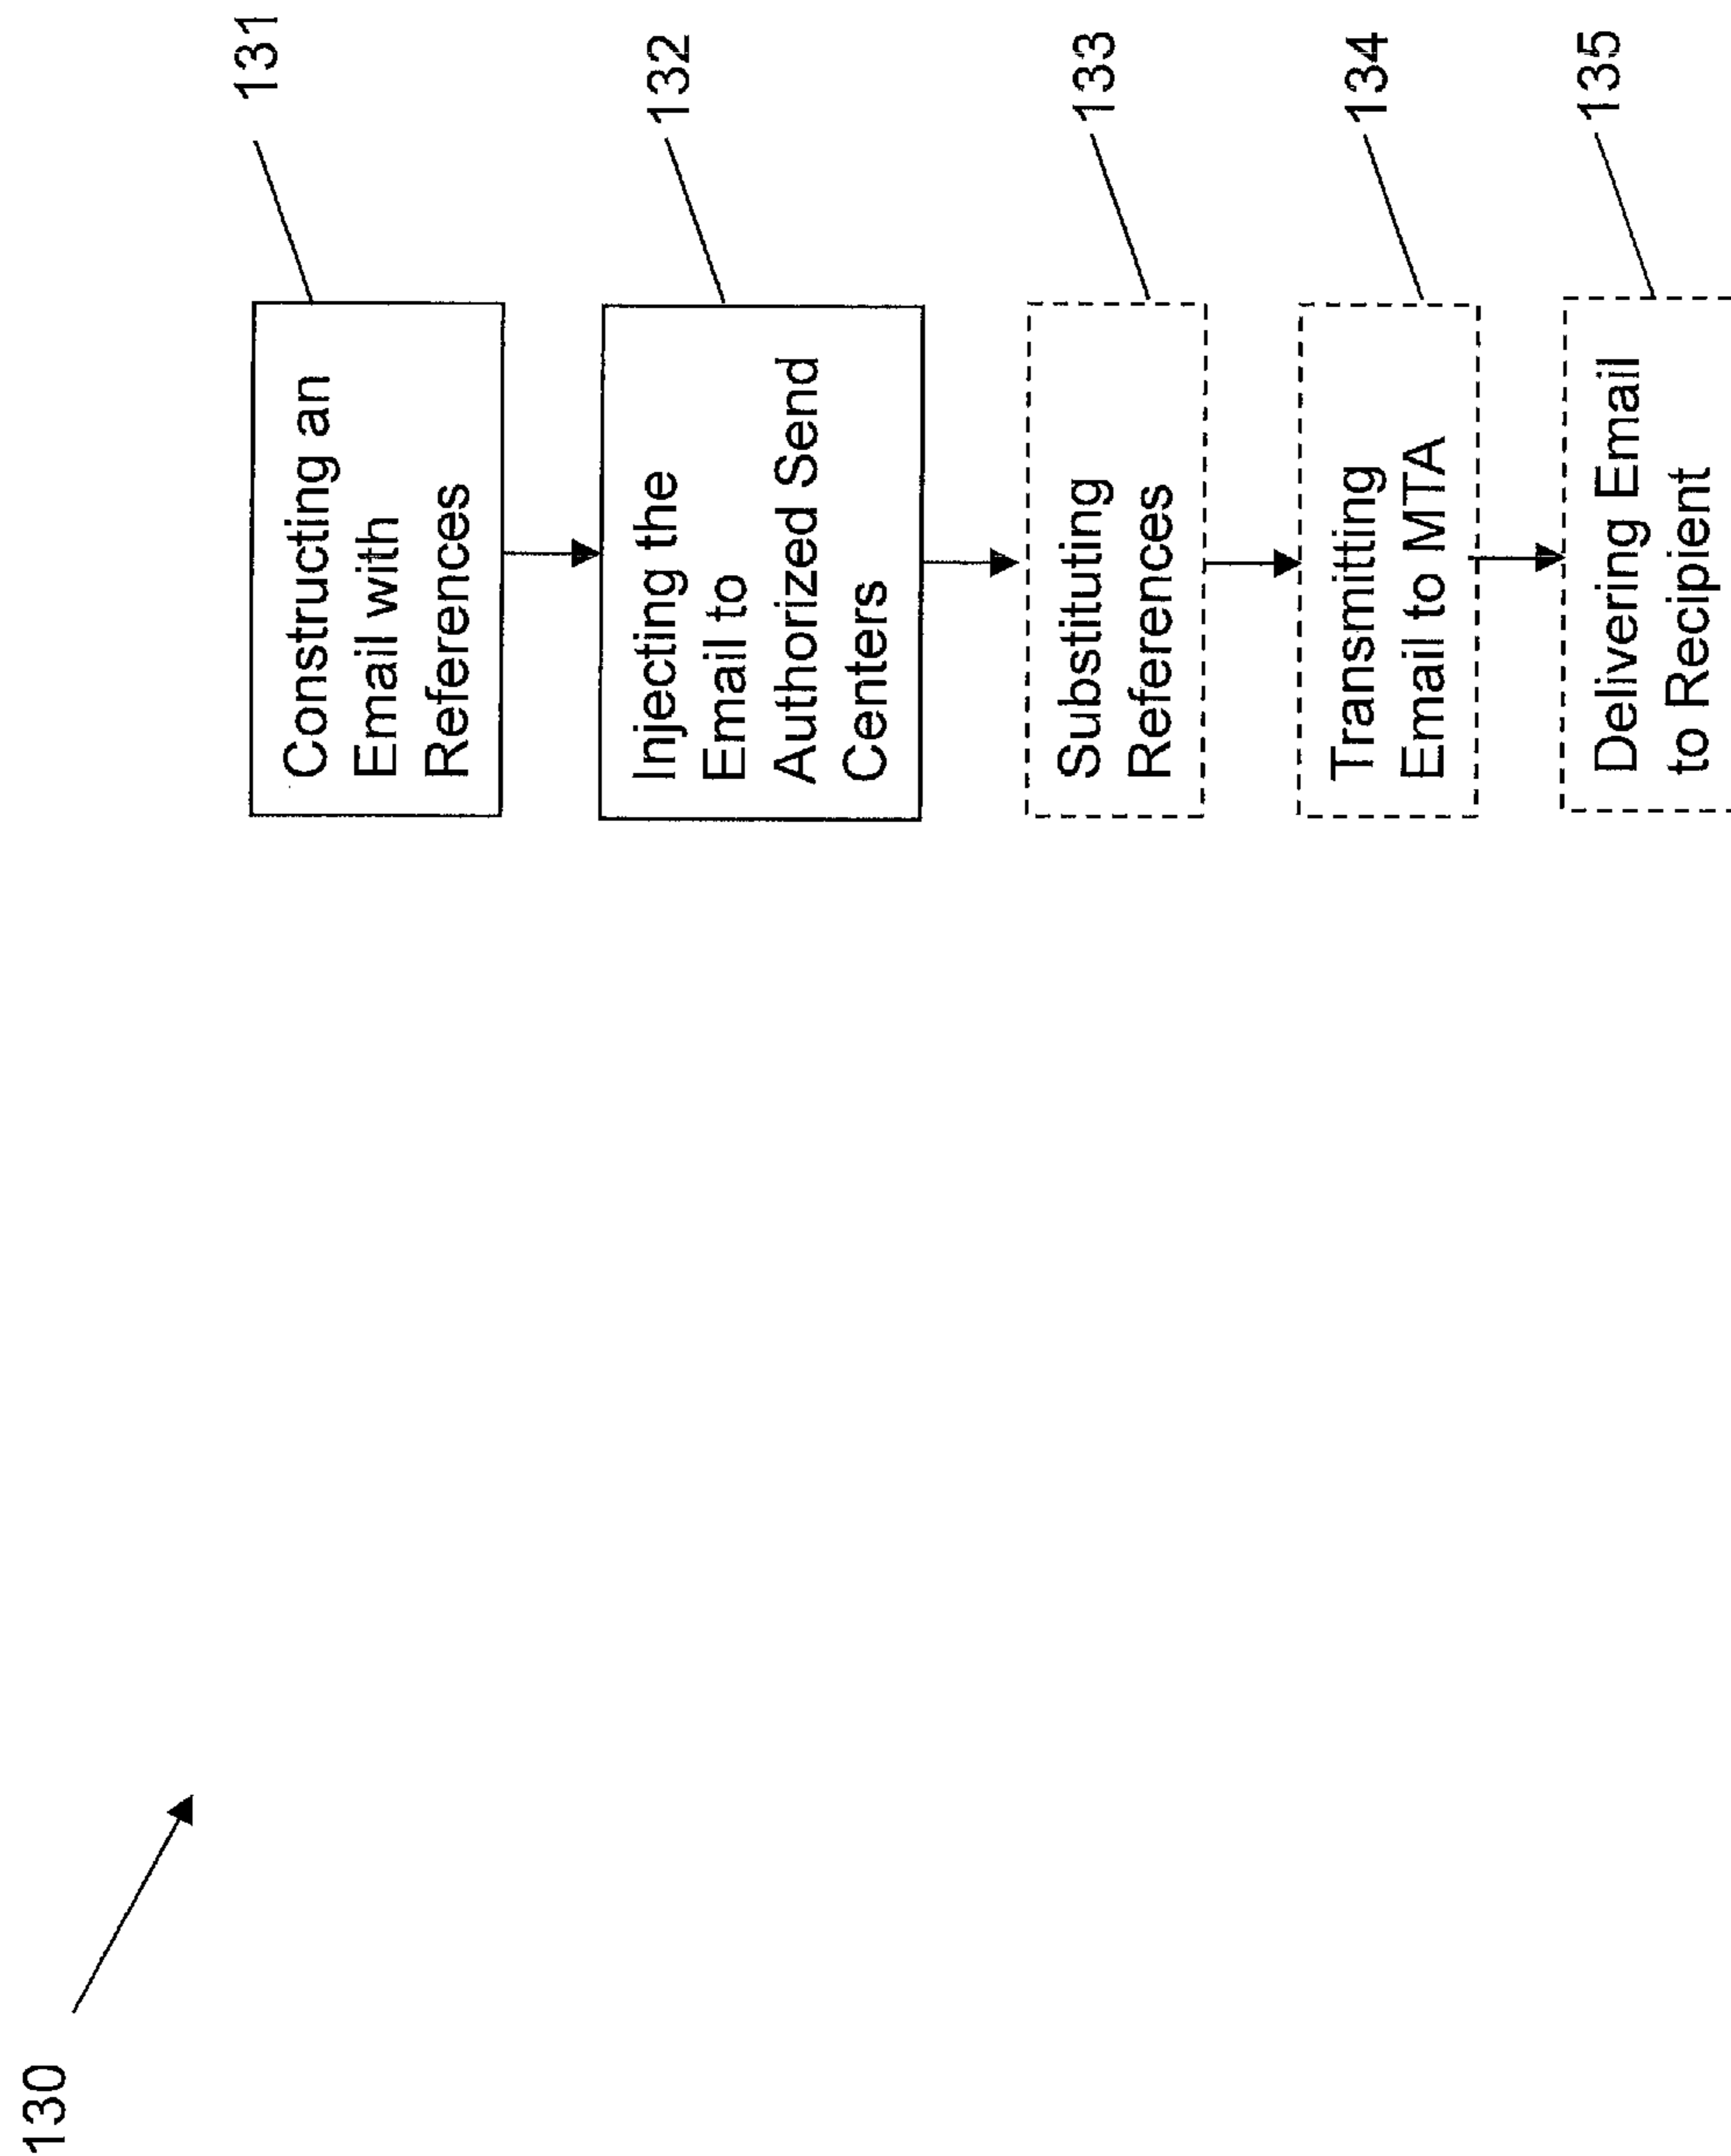 130
131
Constructing an
Email with
References
132
Injecting the
Email to
Authorized Send
Centers
133
Substituting
References
134
Transmitting
Email to MTA
135
Delivering Email
to Recipient